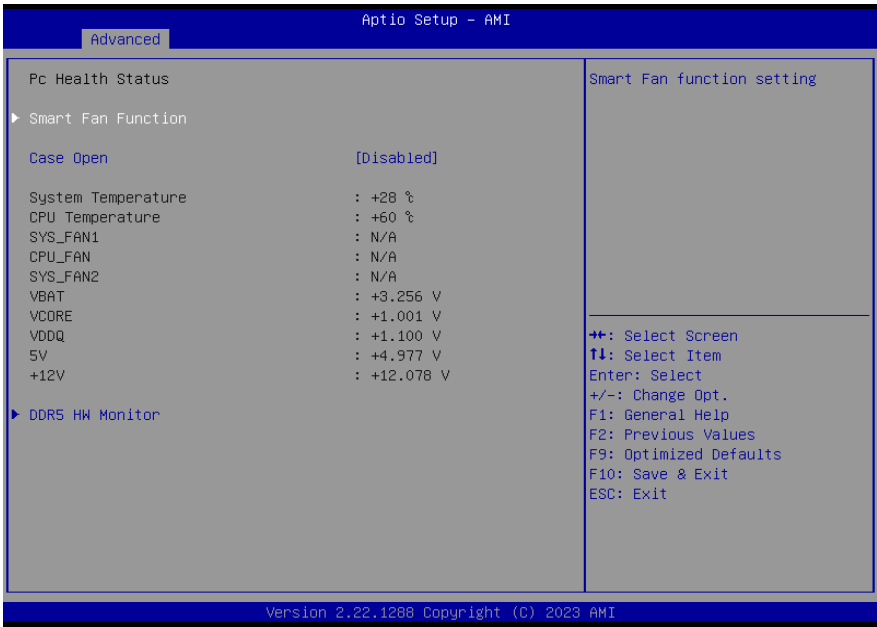 Aptio Setup – AMI
Advanced
Pc Health Status
Smart Fan Function
Case Open [Disabled]
System Temperature : +28 ℃
CPU Temperature : +60 ℃
SYS_FAN1 : N/A
CPU_FAN : N/A
SYS_FAN2 : N/A
VBAT : +3.256 V
VCORE : +1.001 V
VDDQ : +1.100 V
5V : +4.977 V
+12V : +12.078 V
DDR5 HW Monitor
Smart Fan function setting
→←: Select Screen
↑↓: Select Item
Enter: Select
+/-: Change Opt.
F1: General Help
F2: Previous Values
F9: Optimized Defaults
F10: Save & Exit
ESC: Exit
Version 2.22.1288 Copyright (C) 2023 AMI